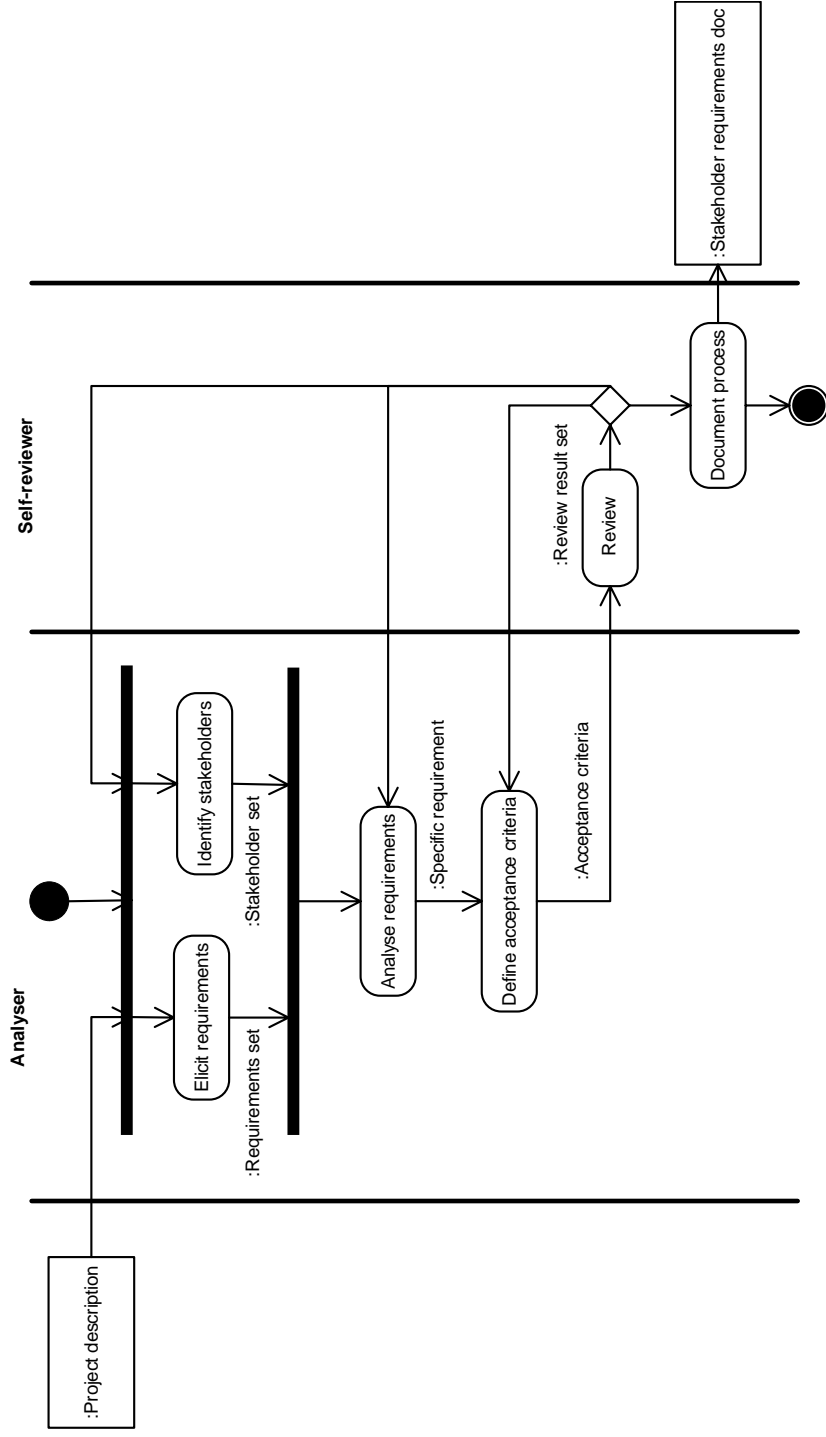 Analyser
Self-reviewer
:Project description
Elicit requirements
Identify stakeholders
:Requirements set
:Stakeholder set
Analyse requirements
:Specific requirement
Define acceptance criteria
:Acceptance criteria
:Review result set
Review
Document process
:Stakeholder requirements doc